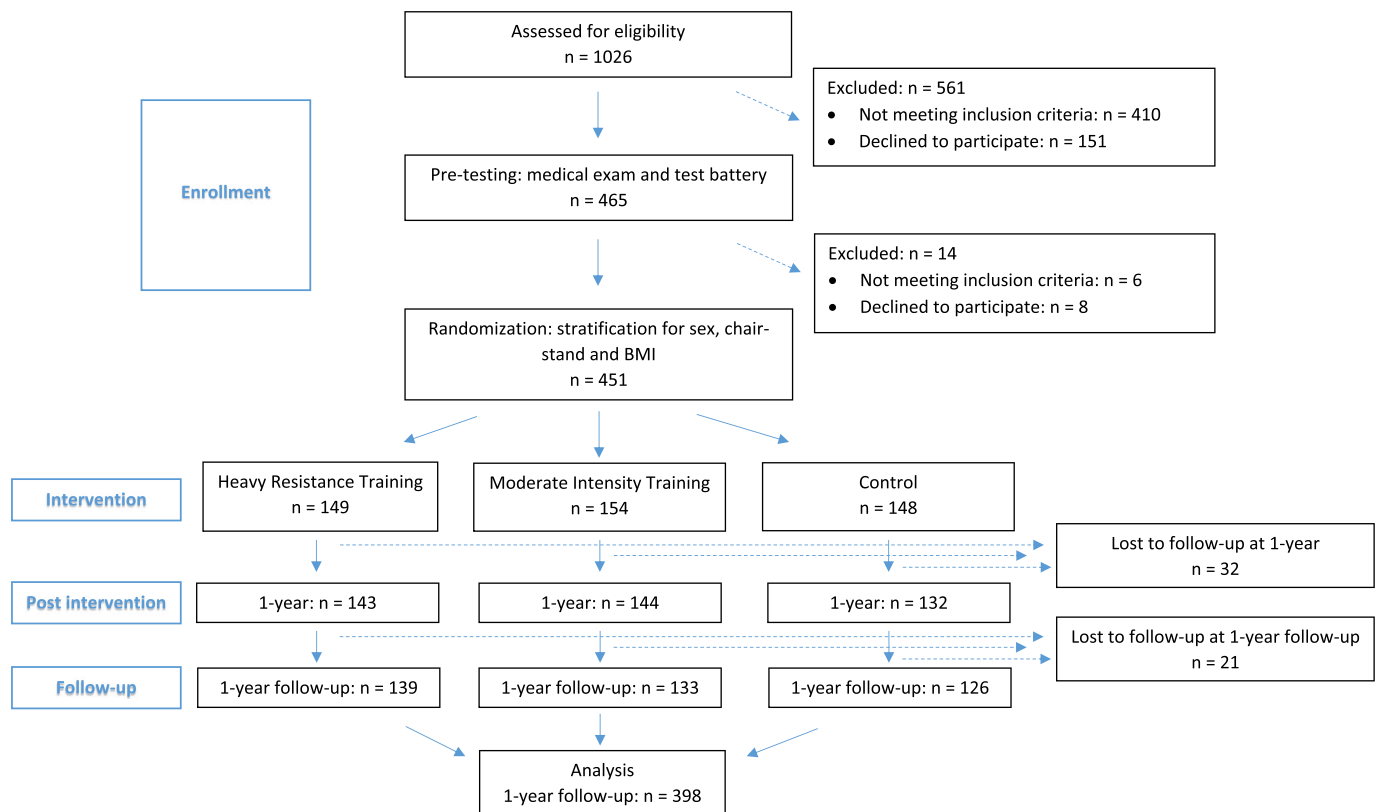 Assessed for eligibility
n = 1026
Excluded: n = 561
• Not meeting inclusion criteria: n = 410
• Declined to participate: n = 151
Enrollment
Pre-testing: medical exam and test battery
n = 465
Excluded: n = 14
• Not meeting inclusion criteria: n = 6
• Declined to participate: n = 8
Randomization: stratification for sex, chair-
stand and BMI
n = 451
Intervention
Heavy Resistance Training
n = 149
Moderate Intensity Training
n = 154
Control
n = 148
Lost to follow-up at 1-year
n = 32
Post intervention
1-year: n = 143
1-year: n = 144
1-year: n = 132
Lost to follow-up at 1-year follow-up
n = 21
Follow-up
1-year follow-up: n = 139
1-year follow-up: n = 133
1-year follow-up: n = 126
Analysis
1-year follow-up: n = 398